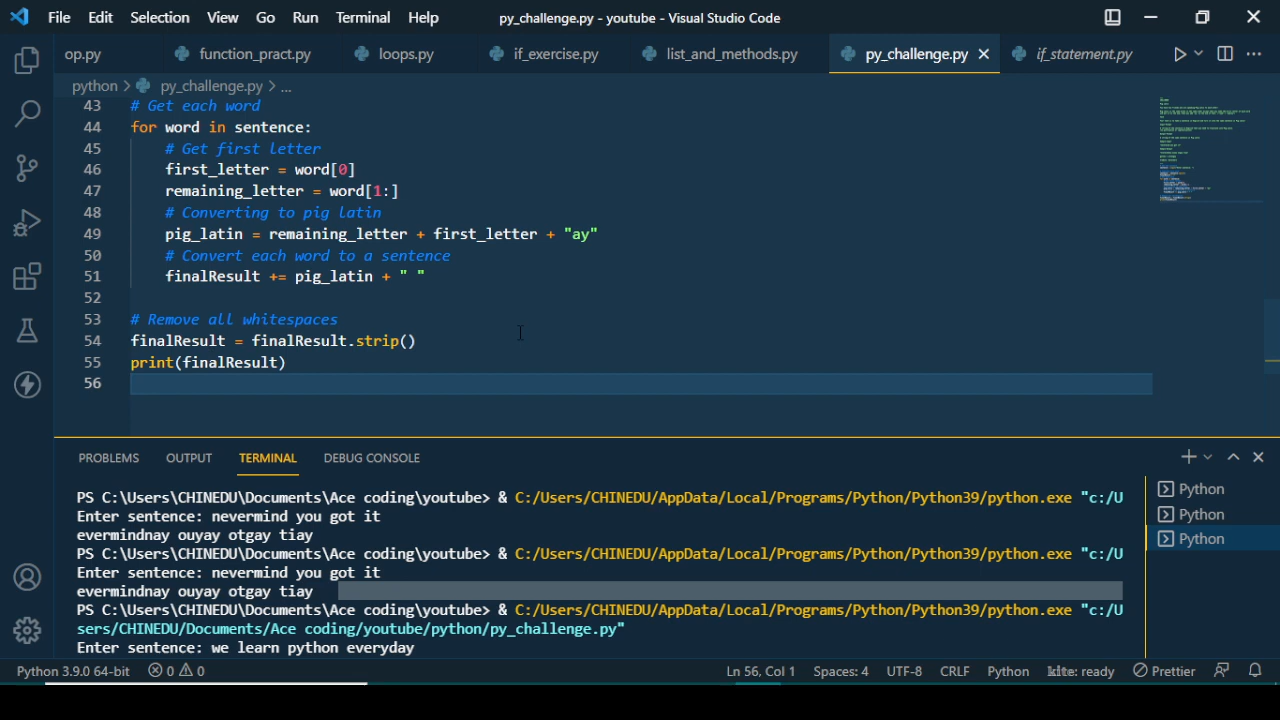 File Edit Selection View Go Run Terminal Help py_challenge.py - youtube - Visual Studio Code
op.py function_pract.py loops.py if_exercise.py list_and_methods.py py_challenge.py if_statement.py
python > py_challenge.py > ...
43 # Get each word
44 for word in sentence:
45 # Get first letter
46 first_letter = word[0]
47 remaining_letter = word[1:]
48 # Converting to pig latin
49 pig_latin = remaining_letter + first_letter + "ay"
50 # Convert each word to a sentence
51 finalResult += pig_latin + " "
52
53 # Remove all whitespaces
54 finalResult = finalResult.strip()
55 print(finalResult)
56
PROBLEMS OUTPUT TERMINAL DEBUG CONSOLE
PS C:\Users\CHINEDU\Documents\Ace coding\youtube> & C:/Users/CHINEDU/AppData/Local/Programs/Python/Python39/python.exe "c:/U
Enter sentence: nevermind you got it
evermindnay ouyay otgay tiay
PS C:\Users\CHINEDU\Documents\Ace coding\youtube> & C:/Users/CHINEDU/AppData/Local/Programs/Python/Python39/python.exe "c:/U
Enter sentence: nevermind you got it
evermindnay ouyay otgay tiay
PS C:\Users\CHINEDU\Documents\Ace coding\youtube> & C:/Users/CHINEDU/AppData/Local/Programs/Python/Python39/python.exe "c:/U
sers/CHINEDU/Documents/Ace coding/youtube/python/py_challenge.py"
Enter sentence: we learn python everyday
Python
Python
Python
Python 3.9.0 64-bit 0 0 Ln 56, Col 1 Spaces: 4 UTF-8 CRLF Python kite: ready Prettier